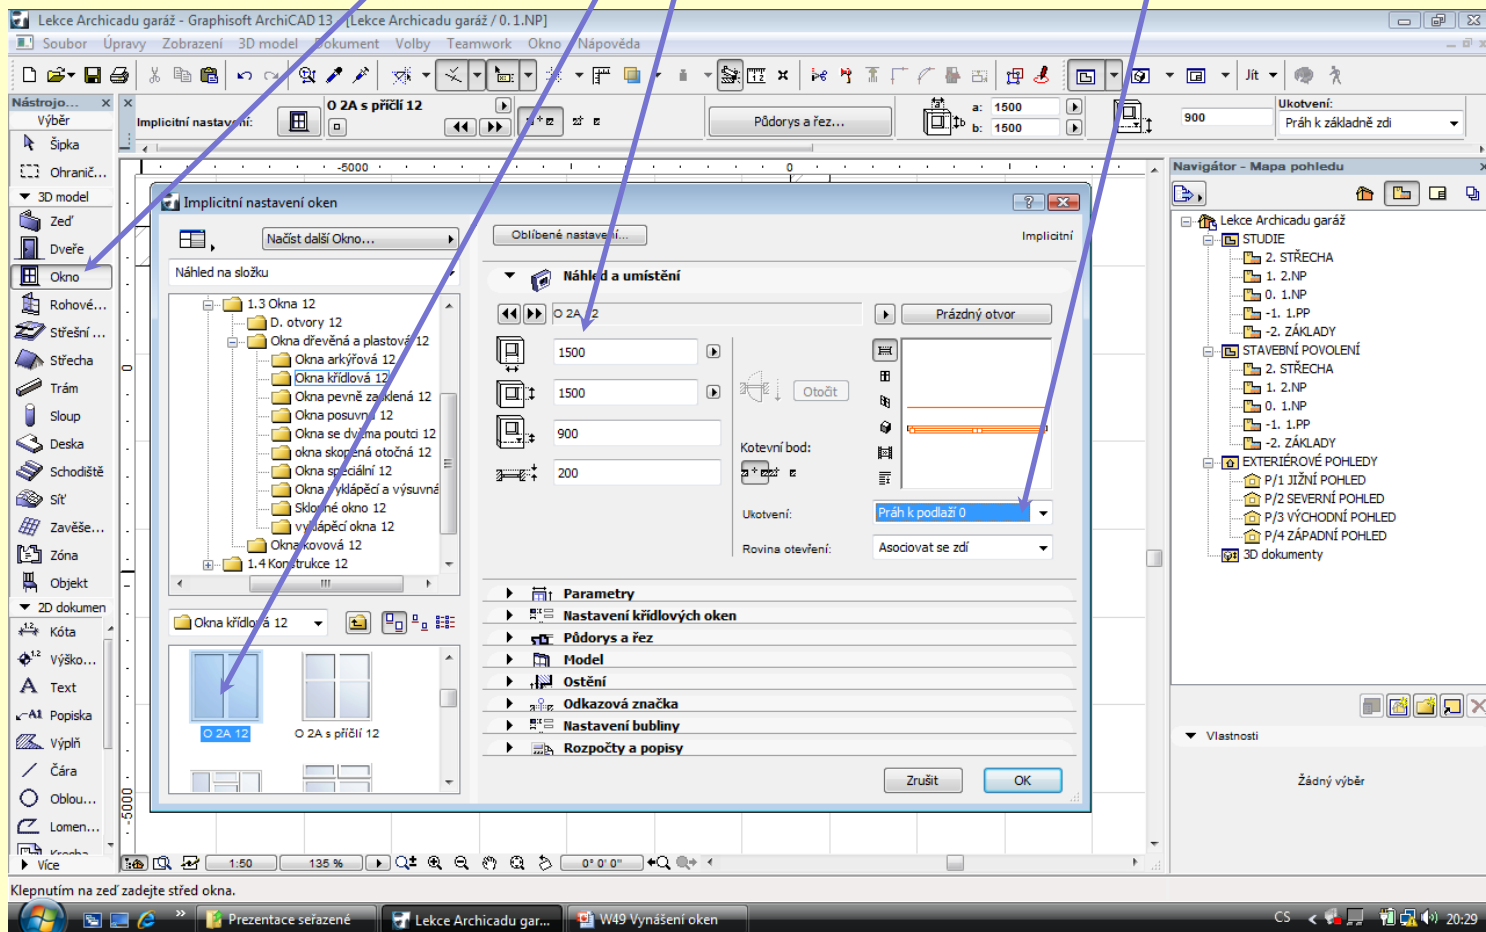 Lekce Archicadu garáž - Graphisoft ArchiCAD 13 - [Lekce Archicadu garáž / 0. 1.NP]
Soubor Úpravy Zobrazení 3D model Dokument Volby Teamwork Okno Nápověda
Jít
Nástrojo...
Výběr
Šipka
Ohranič...
3D model
Zeď
Dveře
Okno
Rohové...
Střešní ...
Střecha
Trám
Sloup
Deska
Schodiště
Síť
Zavěše...
Zóna
Objekt
2D dokumen
Kóta
Výško...
Text
Popiska
Výplň
Čára
Oblou...
Lomen...
Více
Implicitní nastavení:
O 2A s příčlí 12
Půdorys a řez...
a: 1500
b: 1500
900
Ukotvení:
Práh k základně zdi
-5000
0
0
-5000
Implicitní nastavení oken
Načíst další Okno...
Náhled na složku
1.3 Okna 12
D. otvory 12
Okna dřevěná a plastová 12
Okna arkýřová 12
Okna křídlová 12
Okna pevně zasklená 12
Okna posuvná 12
Okna se dvěma poutci 12
okna skopená otočná 12
Okna speciální 12
Okna vyklápěcí a výsuvná
Sklopné okno 12
vyklápěcí okna 12
Okna kovová 12
1.4 Konstrukce 12
Okna křídlová 12
O 2A 12
O 2A s příčlí 12
Oblíbené nastavení...
Implicitní
Náhled a umístění
O 2A 12
Prázdný otvor
1500
1500
900
200
Otočit
Kotevní bod:
Ukotvení:
Práh k podlaží 0
Rovina otevření:
Asociovat se zdí
Parametry
Nastavení křídlových oken
Půdorys a řez
Model
Ostění
Odkazová značka
Nastavení bubliny
Rozpočty a popisy
Zrušit
OK
Navigátor - Mapa pohledu
Lekce Archicadu garáž
STUDIE
2. STŘECHA
1. 2.NP
0. 1.NP
-1. 1.PP
-2. ZÁKLADY
STAVEBNÍ POVOLENÍ
2. STŘECHA
1. 2.NP
0. 1.NP
-1. 1.PP
-2. ZÁKLADY
EXTERIÉROVÉ POHLEDY
P/1 JIŽNÍ POHLED
P/2 SEVERNÍ POHLED
P/3 VÝCHODNÍ POHLED
P/4 ZÁPADNÍ POHLED
3D dokumenty
Vlastnosti
Žádný výběr
1:50
135 %
0° 0' 0"
Klepnutím na zeď zadejte střed okna.
Prezentace seřazené
Lekce Archicadu gar...
W49 Vynášení oken
CS
20:29